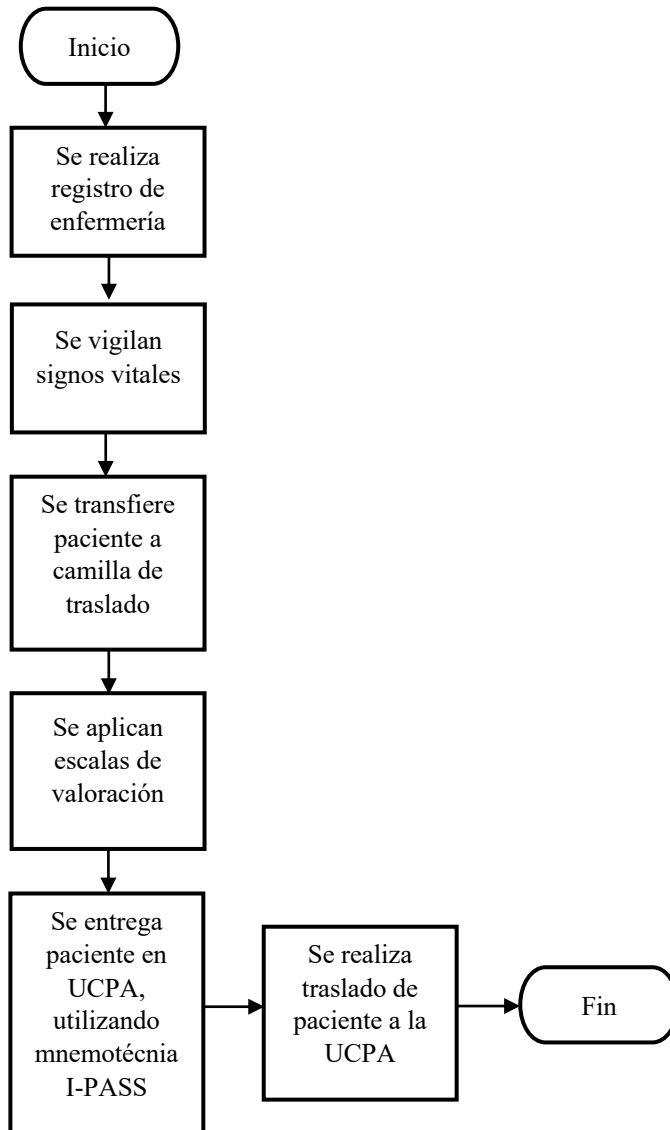 Inicio
Se realiza
registro de
enfermería
Se vigilan
signos vitales
Se transfiere
paciente a
camilla de
traslado
Se aplican
escalas de
valoración
Se entrega
paciente en
UCPA,
utilizando
mnemotécnia
I-PASS
Se realiza
traslado de
paciente a la
UCPA
Fin